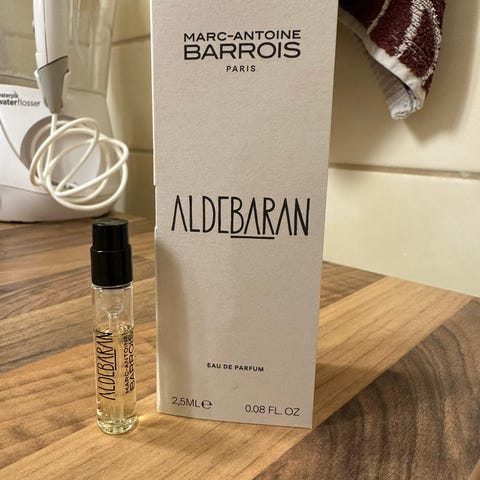 MARC-ANTOINE
BARROIS
PARIS
ALDEBARAN
EAU DE PARFUM
2,5ML℮
0.08 FL. OZ
waterpik
waterflosser
ALDEBARAN
MARC-ANTOINE
BARROIS